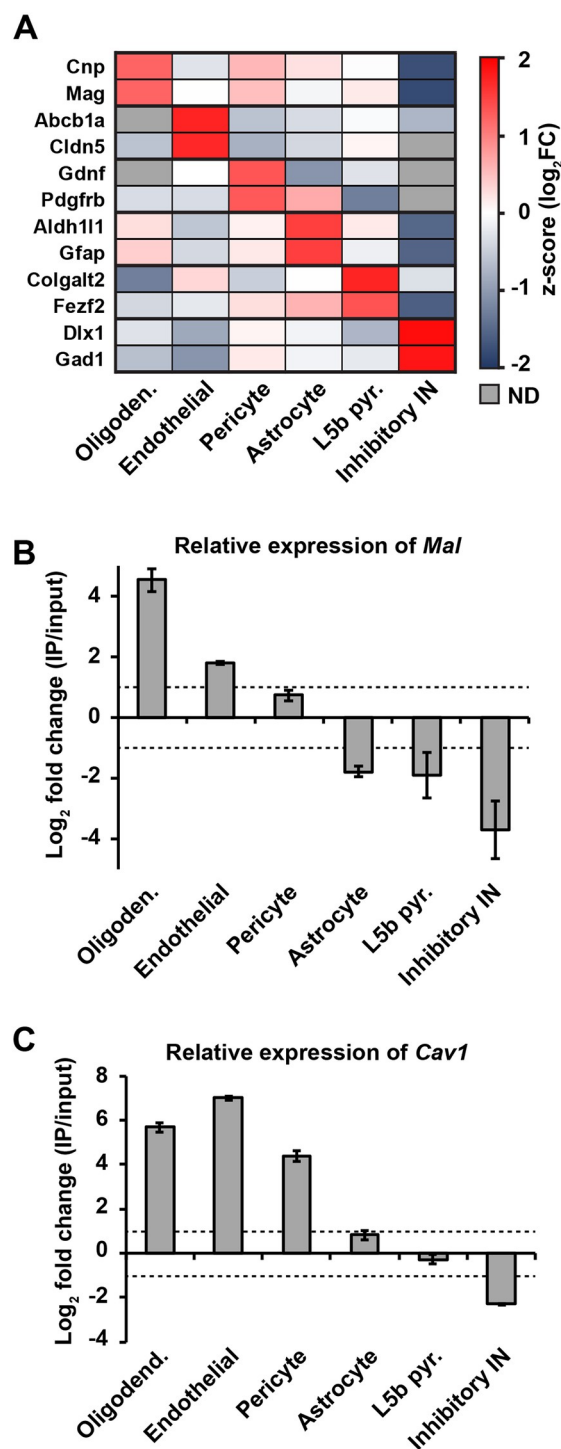 A
Cnp
Mag
Abcb1a
Cldn5
Gdnf
Pdgfrb
Aldh1l1
Gfap
Colgalt2
Fezf2
Dlx1
Gad1
Oligoden.
Endothelial
Pericyte
Astrocyte
L5b pyr.
Inhibitory IN
2
1
0
-1
-2
z-score (log2FC)
ND
B
Relative expression of Mal
Log2 fold change (IP/input)
4
2
0
-2
-4
Oligoden.
Endothelial
Pericyte
Astrocyte
L5b pyr.
Inhibitory IN
C
Relative expression of Cav1
Log2 fold change (IP/input)
8
6
4
2
0
-2
-4
Oligodend.
Endothelial
Pericyte
Astrocyte
L5b pyr.
Inhibitory IN